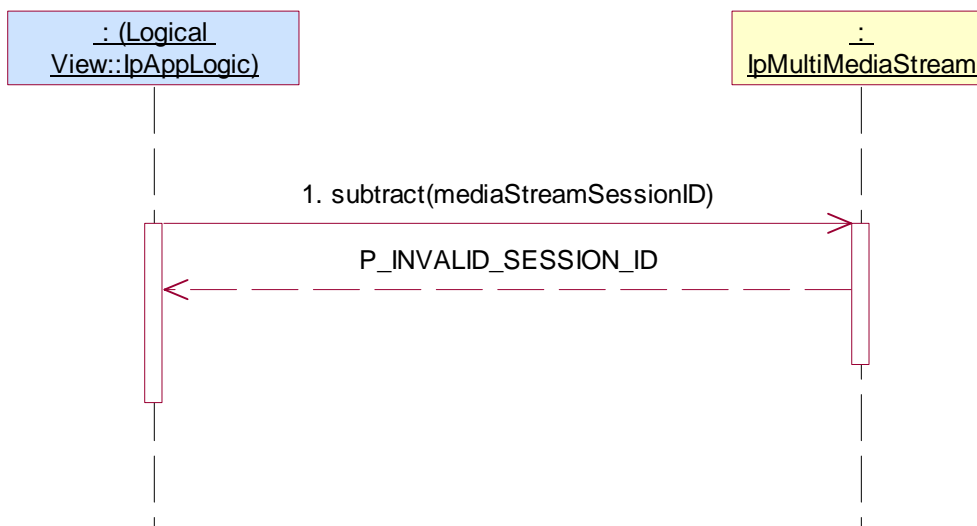 : (Logical
View::IpAppLogic)
:
IpMultiMediaStream
1. subtract(mediaStreamSessionID)
P_INVALID_SESSION_ID